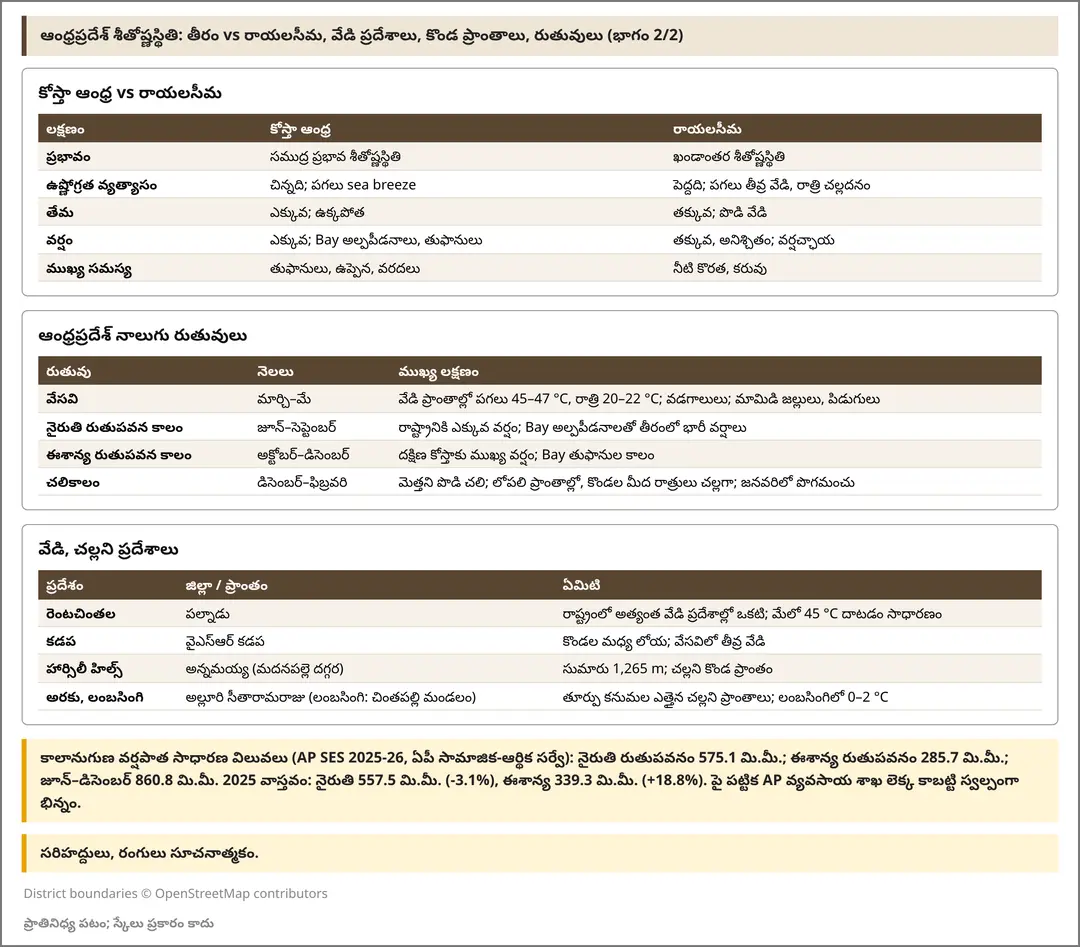 ఆంధ్రప్రదేశ్ శీతోష్ణస్థితి: తీరం vs రాయలసీమ, వేడి ప్రదేశాలు, కొండ ప్రాంతాలు, రుతువులు (భాగం 2/2)
కోస్తా ఆంధ్ర vs రాయలసీమ
లక్షణం కోస్తా ఆంధ్ర రాయలసీమ
ప్రభావం సముద్ర ప్రభావ శీతోష్ణస్థితి ఖండాంతర శీతోష్ణస్థితి
ఉష్ణోగ్రత వ్యత్యాసం చిన్నది; పగలు sea breeze పెద్దది; పగలు తీవ్ర వేడి, రాత్రి చల్లదనం
తేమ ఎక్కువ; ఉక్కపోత తక్కువ; పొడి వేడి
వర్షం ఎక్కువ; Bay అల్పపీడనాలు, తుఫానులు తక్కువ, అనిశ్చితం; వర్షచ్ఛాయ
ముఖ్య సమస్య తుఫానులు, ఉప్పెన, వరదలు నీటి కొరత, కరువు
ఆంధ్రప్రదేశ్ నాలుగు రుతువులు
రుతువు నెలలు ముఖ్య లక్షణం
వేసవి మార్చి–మే వేడి ప్రాంతాల్లో పగలు 45–47 °C, రాత్రి 20–22 °C; వడగాలులు; మామిడి జల్లులు, పిడుగులు
నైరుతి రుతుపవన కాలం జూన్–సెప్టెంబర్ రాష్ట్రానికి ఎక్కువ వర్షం; Bay అల్పపీడనాలతో తీరంలో భారీ వర్షాలు
ఈశాన్య రుతుపవన కాలం అక్టోబర్–డిసెంబర్ దక్షిణ కోస్తాకు ముఖ్య వర్షం; Bay తుఫానుల కాలం
చలికాలం డిసెంబర్–ఫిబ్రవరి మెత్తని పొడి చలి; లోపలి ప్రాంతాల్లో, కొండల మీద రాత్రులు చల్లగా; జనవరిలో పొగమంచు
వేడి, చల్లని ప్రదేశాలు
ప్రదేశం జిల్లా / ప్రాంతం ఏమిటి
రెంటచింతల పల్నాడు రాష్ట్రంలో అత్యంత వేడి ప్రదేశాల్లో ఒకటి; మేలో 45 °C దాటడం సాధారణం
కడప వైఎస్ఆర్ కడప కొండల మధ్య లోయ; వేసవిలో తీవ్ర వేడి
హార్సిలీ హిల్స్ అన్నమయ్య (మదనపల్లె దగ్గర) సుమారు 1,265 m; చల్లని కొండ ప్రాంతం
అరకు, లంబసింగి అల్లూరి సీతారామరాజు (లంబసింగి: చింతపల్లి మండలం) తూర్పు కనుమల ఎత్తైన చల్లని ప్రాంతాలు; లంబసింగిలో 0–2 °C
కాలానుగుణ వర్షపాత సాధారణ విలువలు (AP SES 2025-26, ఏపీ సామాజిక-ఆర్థిక సర్వే): నైరుతి రుతుపవనం 575.1 మి.మీ.; ఈశాన్య రుతుపవనం 285.7 మి.మీ.;
జూన్–డిసెంబర్ 860.8 మి.మీ. 2025 వాస్తవం: నైరుతి 557.5 మి.మీ. (-3.1%), ఈశాన్య 339.3 మి.మీ. (+18.8%). పై పట్టిక AP వ్యవసాయ శాఖ లెక్క కాబట్టి స్వల్పంగా
భిన్నం.
సరిహద్దులు, రంగులు సూచనాత్మకం.
District boundaries © OpenStreetMap contributors
ప్రాతినిధ్య పటం; స్కేలు ప్రకారం కాదు